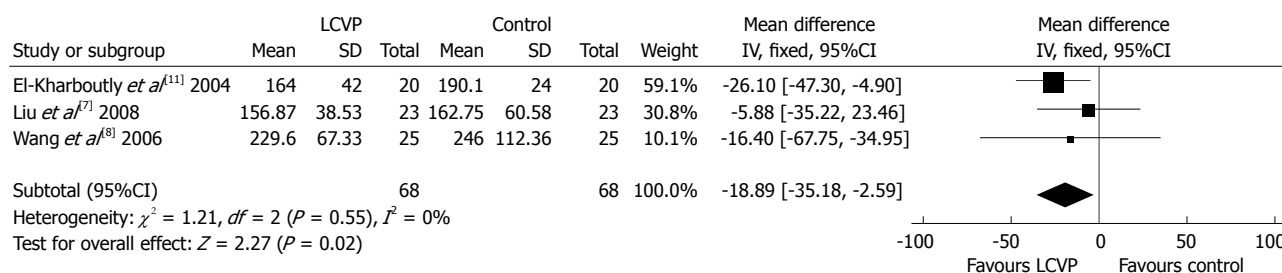 LCVP Control Mean difference Mean difference
Study or subgroup Mean SD Total Mean SD Total Weight IV, fixed, 95%CI IV, fixed, 95%CI
El-Kharboutly et al[11] 2004 164 42 20 190.1 24 20 59.1% -26.10 [-47.30, -4.90]
Liu et al[7] 2008 156.87 38.53 23 162.75 60.58 23 30.8% -5.88 [-35.22, 23.46]
Wang et al[8] 2006 229.6 67.33 25 246 112.36 25 10.1% -16.40 [-67.75, -34.95]
Subtotal (95%CI) 68 68 100.0% -18.89 [-35.18, -2.59]
Heterogeneity: χ² = 1.21, df = 2 (P = 0.55), I² = 0%
Test for overall effect: Z = 2.27 (P = 0.02)
-100 -50 0 50 100
Favours LCVP Favours control